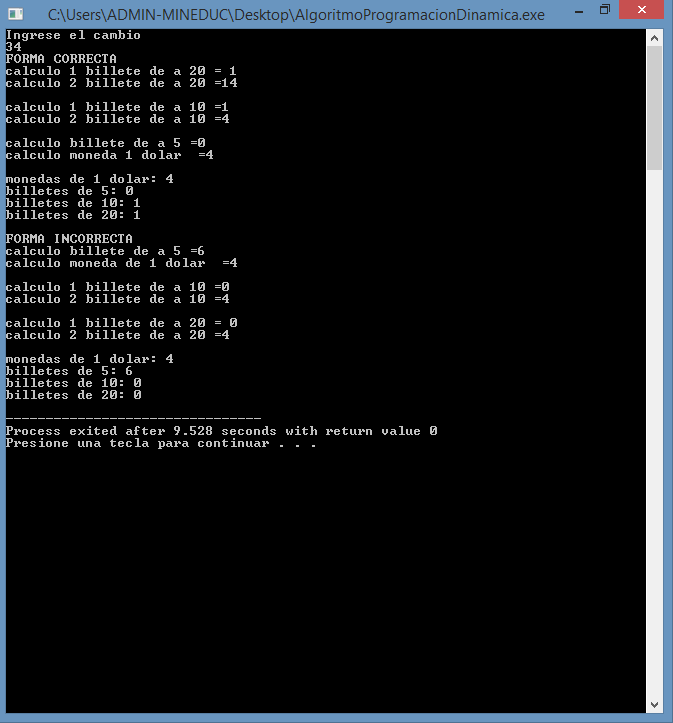 C:\Users\ADMIN-MINEDUC\Desktop\AlgoritmoProgramacionDinamica.exe
Ingrese el cambio
34
FORMA CORRECTA
calculo 1 billete de a 20 = 1
calculo 2 billete de a 20 =14
calculo 1 billete de a 10 =1
calculo 2 billete de a 10 =4
calculo billete de a 5 =0
calculo moneda 1 dolar  =4
monedas de 1 dolar: 4
billetes de 5: 0
billetes de 10: 1
billetes de 20: 1
FORMA INCORRECTA
calculo billete de a 5 =6
calculo moneda de 1 dolar  =4
calculo 1 billete de a 10 =0
calculo 2 billete de a 10 =4
calculo 1 billete de a 20 = 0
calculo 2 billete de a 20 =4
monedas de 1 dolar: 4
billetes de 5: 6
billetes de 10: 0
billetes de 20: 0
--------------------------------
Process exited after 9.528 seconds with return value 0
Presione una tecla para continuar . . .